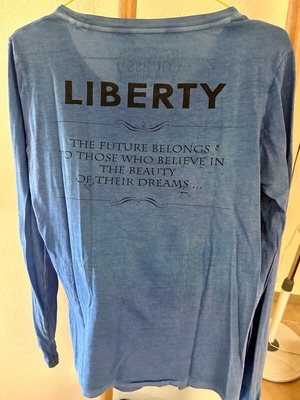 LIBERTY
THE FUTURE BELONGS
TO THOSE WHO BELIEVE IN
THE BEAUTY
OF THEIR DREAMS ...